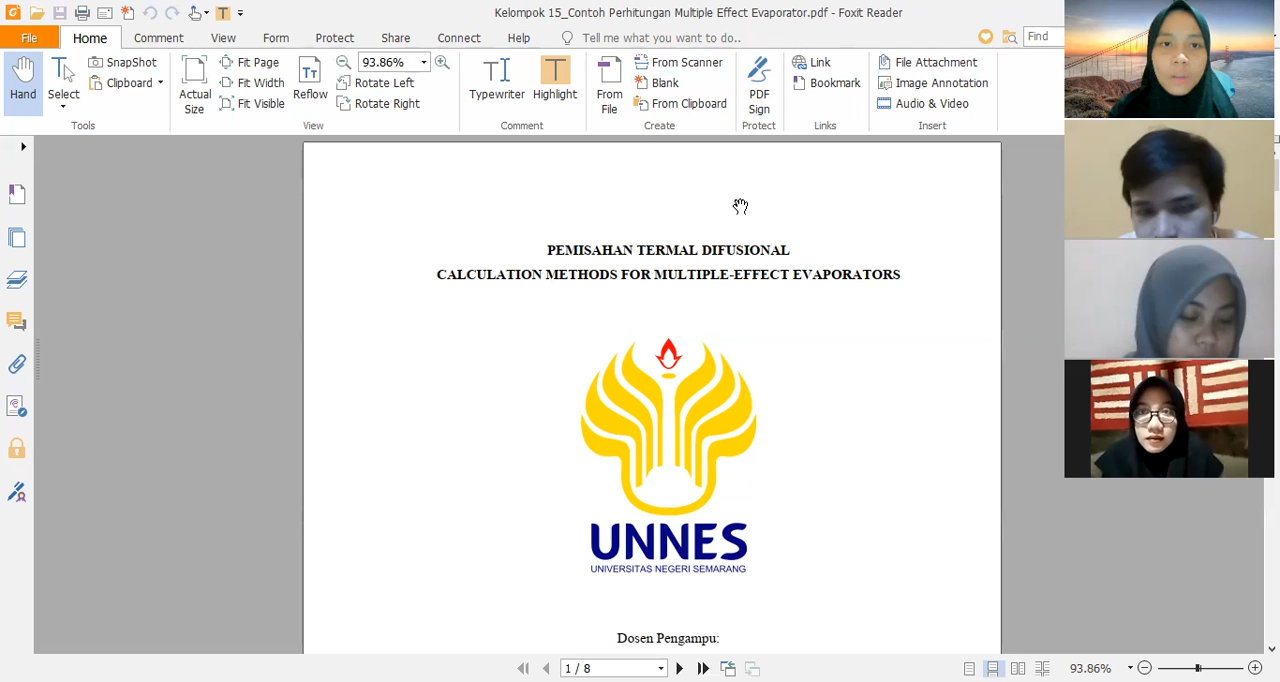 Kelompok 15_Contoh Perhitungan Multiple Effect Evaporator.pdf - Foxit Reader
File Home Comment View Form Protect Share Connect Help Tell me what you want to do.. Find
Hand
Select
SnapShot
Clipboard
Tools
Actual Size
Fit Page
Fit Width
Fit Visible
Reflow
93.86%
Rotate Left
Rotate Right
View
Typewriter
Highlight
Comment
From File
From Scanner
Blank
From Clipboard
Create
PDF Sign
Protect
Link
Bookmark
Links
File Attachment
Image Annotation
Audio & Video
Insert
PEMISAHAN TERMAL DIFUSIONAL
CALCULATION METHODS FOR MULTIPLE-EFFECT EVAPORATORS
UNNES
UNIVERSITAS NEGERI SEMARANG
Dosen Pengampu:
1 / 8
93.86%